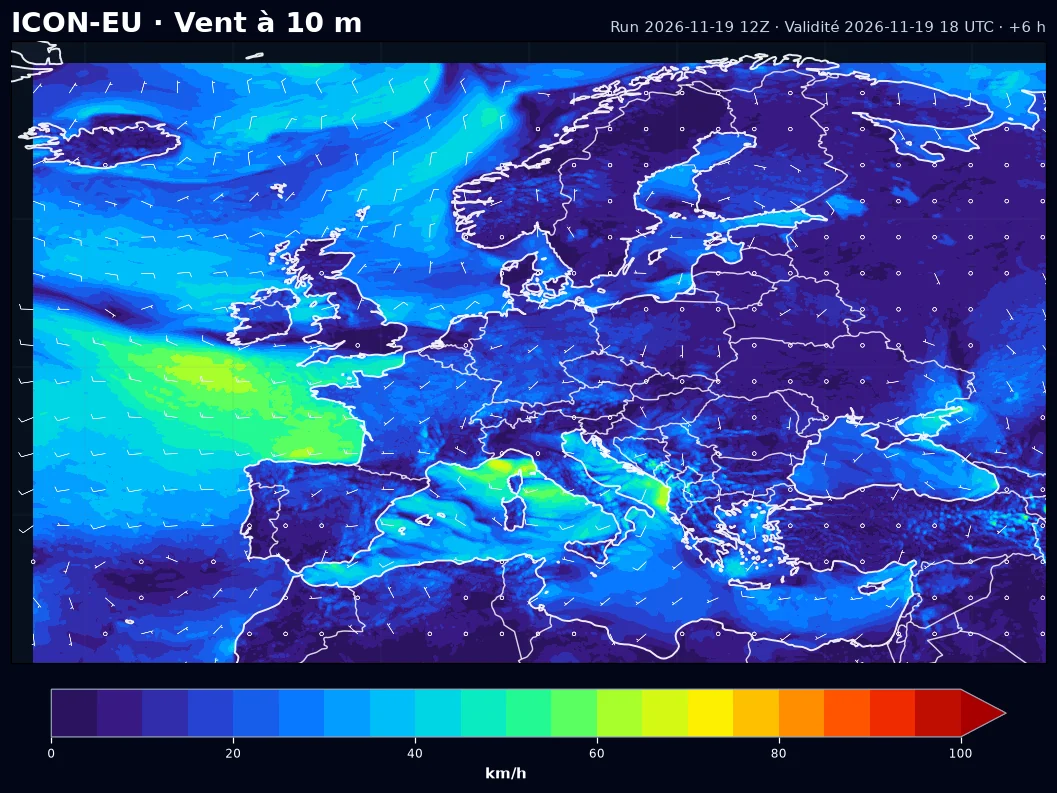 ICON-EU · Vent à 10 m
Run 2026-11-19 12Z · Validité 2026-11-19 18 UTC · +6 h
0 20 40 60 80 100
km/h